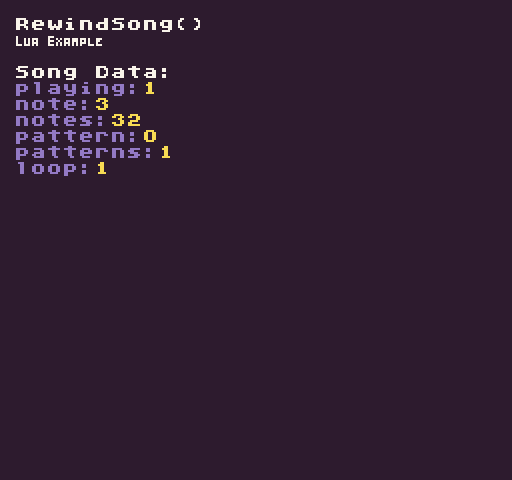 RewindSong()
Lua Example
Song Data:
playing:1
note:3
notes:32
pattern:0
patterns:1
loop:1